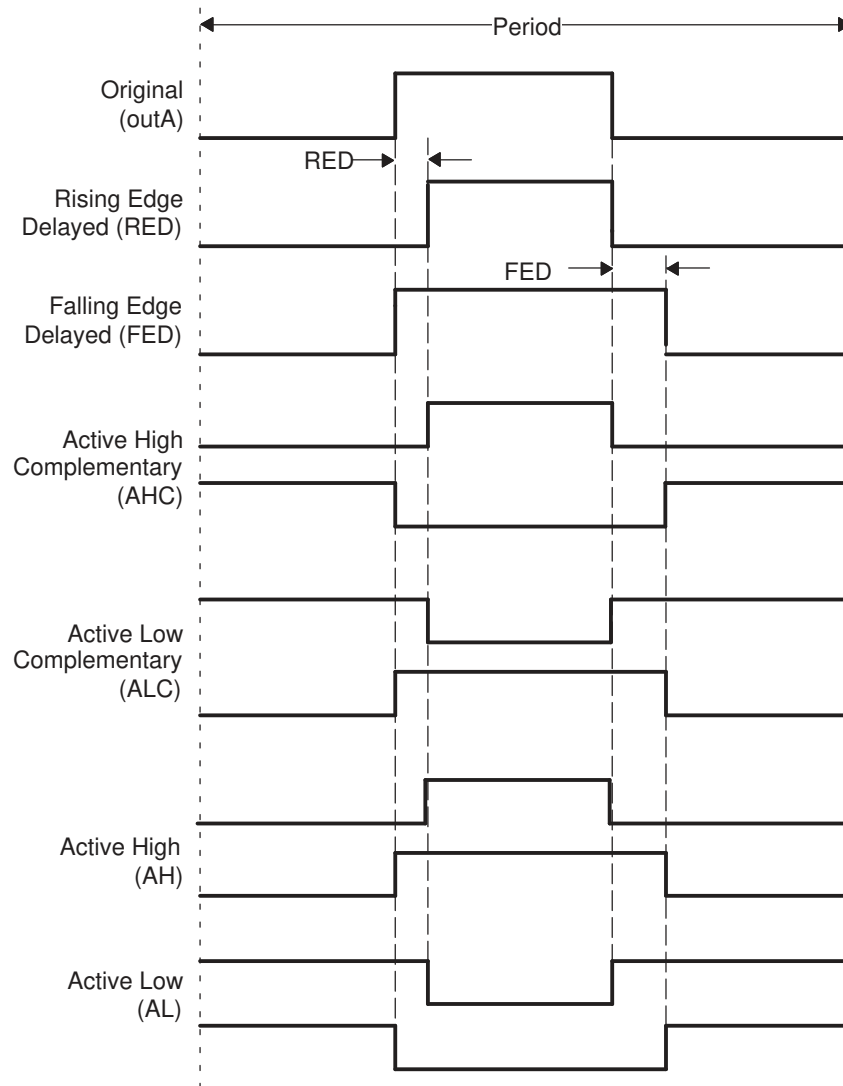 Period
Original
(outA)
RED
Rising Edge
Delayed (RED)
FED
Falling Edge
Delayed (FED)
Active High
Complementary
(AHC)
Active Low
Complementary
(ALC)
Active High
(AH)
Active Low
(AL)